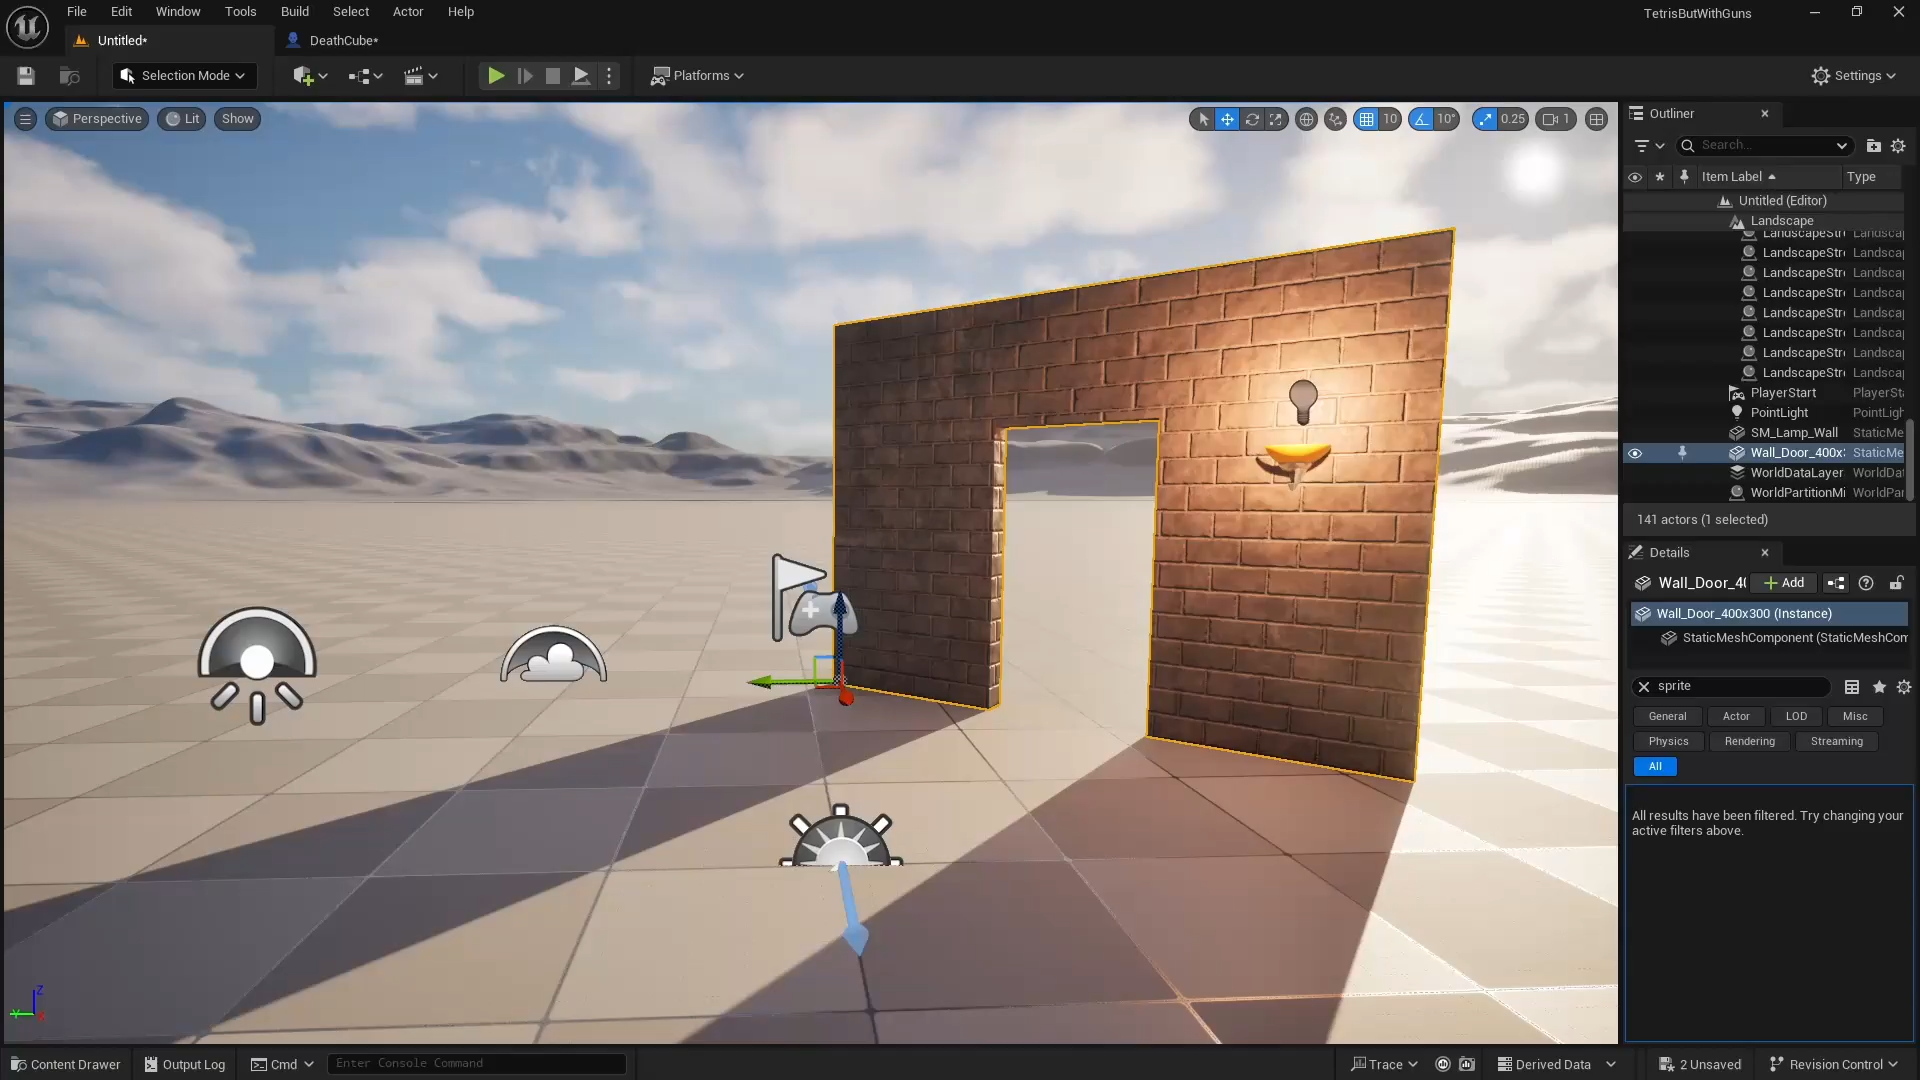 File Edit Window Tools Build Select Actor Help
TetrisButWithGuns
Untitled*
DeathCube*
Selection Mode
Platforms
Settings
Perspective
Lit
Show
10
10°
0.25
1
Outliner
Search...
Item Label
Type
Untitled (Editor)
Landscape
LandscapeStr Landsca
LandscapeStr Landsca
LandscapeStr Landsca
LandscapeStr Landsca
LandscapeStr Landsca
LandscapeStr Landsca
LandscapeStr Landsca
LandscapeStr Landsca
PlayerStart PlayerSt
PointLight PointLigh
SM_Lamp_Wall StaticMe
Wall_Door_400x StaticMe
WorldDataLayer WorldDat
WorldPartitionMi WorldPar
141 actors (1 selected)
Details
Wall_Door_40
Add
Wall_Door_400x300 (Instance)
StaticMeshComponent (StaticMeshCom
sprite
General Actor LOD Misc
Physics Rendering Streaming
All
All results have been filtered. Try changing your
active filters above.
Z
Y
Content Drawer
Output Log
Cmd
Enter Console Command
Trace
Derived Data
2 Unsaved
Revision Control